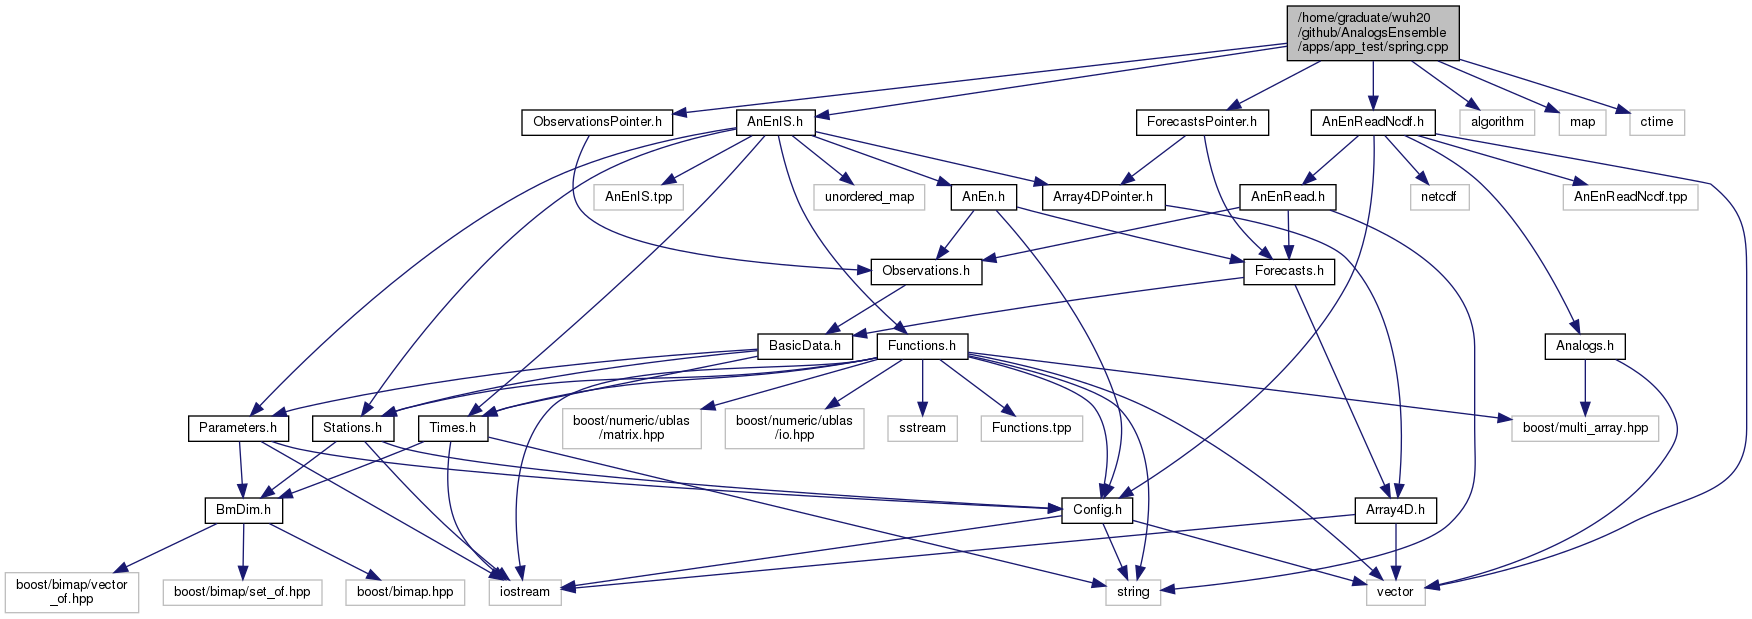 /home/graduate/wuh20
/github/AnalogsEnsemble
/apps/app_test/spring.cpp
ObservationsPointer.h
AnEnIS.h
ForecastsPointer.h
AnEnReadNcdf.h
algorithm
map
ctime
AnEnIS.tpp
unordered_map
AnEn.h
Array4DPointer.h
AnEnRead.h
netcdf
AnEnReadNcdf.tpp
Observations.h
Forecasts.h
BasicData.h
Functions.h
Analogs.h
Parameters.h
Stations.h
Times.h
boost/numeric/ublas
/matrix.hpp
boost/numeric/ublas
/io.hpp
sstream
Functions.tpp
boost/multi_array.hpp
BmDim.h
Config.h
Array4D.h
boost/bimap/vector
_of.hpp
boost/bimap/set_of.hpp
boost/bimap.hpp
iostream
string
vector